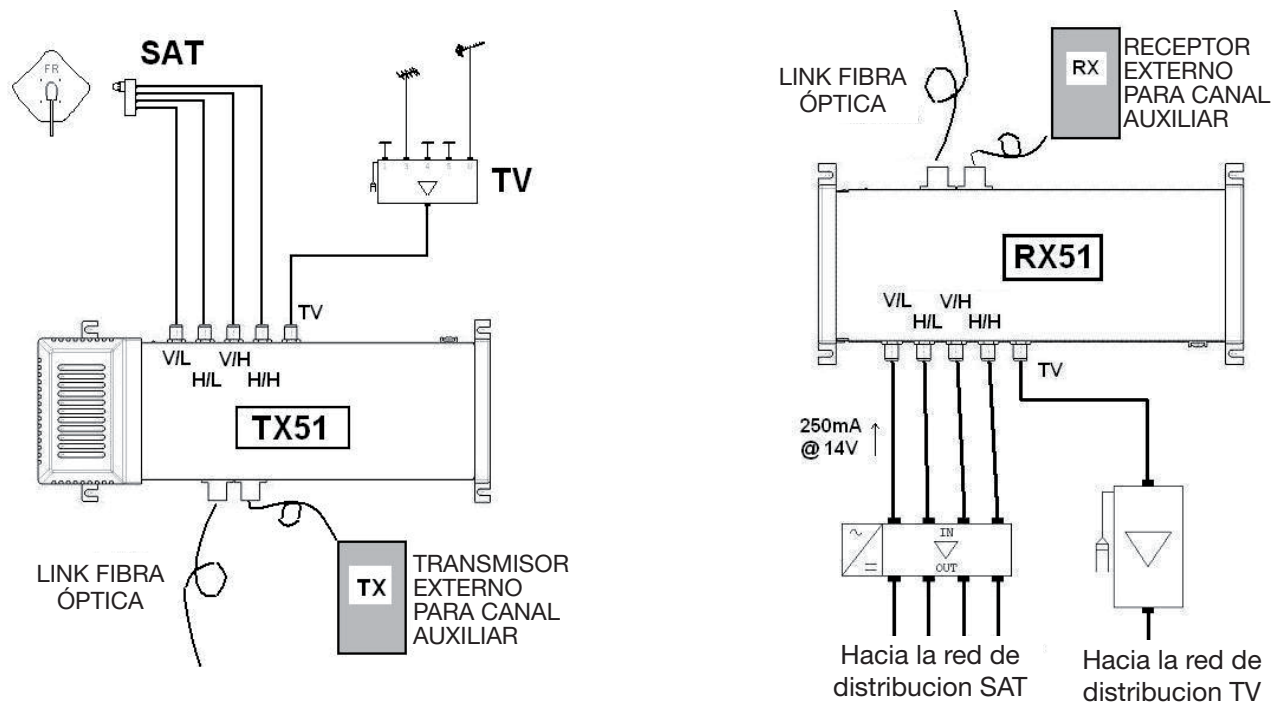 SAT
FR
TV
TV
V/L
V/H
H/L
H/H
TX51
LINK FIBRA
ÓPTICA
TX
TRANSMISOR
EXTERNO
PARA CANAL
AUXILIAR
LINK FIBRA
ÓPTICA
RX
RECEPTOR
EXTERNO
PARA CANAL
AUXILIAR
RX51
V/L
V/H
H/L
H/H
TV
250mA
@ 14V
IN
OUT
Hacia la red de
distribucion SAT
Hacia la red de
distribucion TV